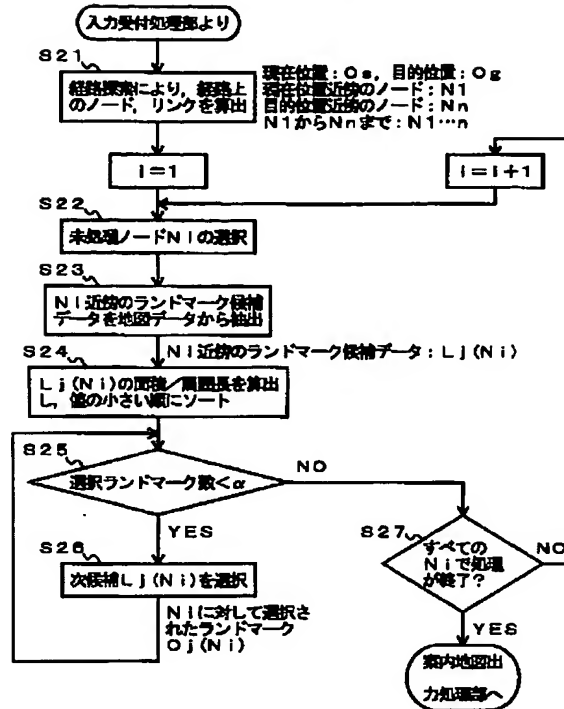 入力受付処理部より
S21
経路探索により，経路上
のノード，リンクを算出
現在位置：Os，目的位置：Og
現在位置近傍のノード：N1
目的位置近傍のノード：Nn
N1からNnまで：N1…n
i＝1
i＝i＋1
S22
未処理ノードNiの選択
S23
Ni近傍のランドマーク候補
データを地図データから抽出
Ni近傍のランドマーク候補データ：Lj(Ni)
S24
Lj(Ni)の面積／周囲長を算出
し，値の小さい順にソート
S25
選択ランドマーク数＜α
NO
YES
S26
次候補Lj(Ni)を選択
Niに対して選択さ
れたランドマーク
Oj(Ni)
S27
すべての
Niで処理
が終了？
NO
YES
案内地図出
力処理部へ